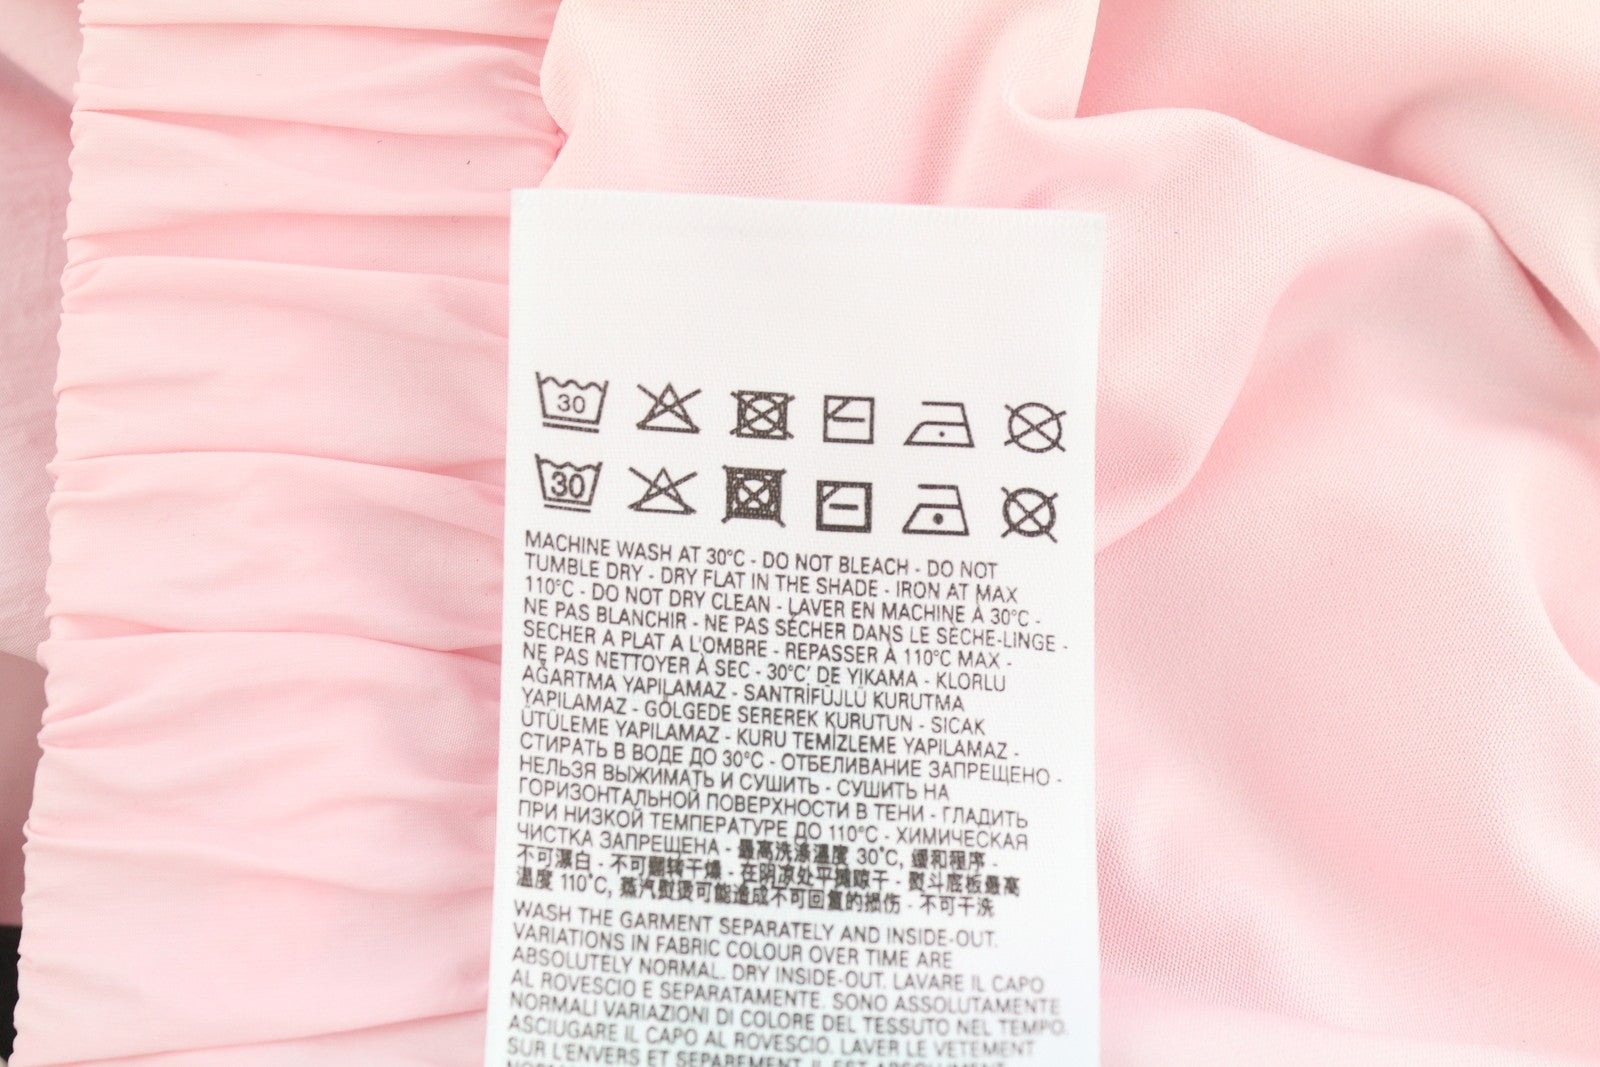 30
30
MACHINE WASH AT 30°C - DO NOT BLEACH - DO NOT
TUMBLE DRY - DRY FLAT IN THE SHADE - IRON AT MAX
110°C - DO NOT DRY CLEAN - LAVER EN MACHINE À 30°C -
NE PAS BLANCHIR - NE PAS SÉCHER DANS LE SÈCHE-LINGE -
SECHER A PLAT A L'OMBRE - REPASSER À 110°C MAX -
NE PAS NETTOYER À SEC - 30°C' DE YIKAMA - KLORLU
AĞARTMA YAPILAMAZ - SANTRİFÜJLÜ KURUTMA
YAPILAMAZ - GÖLGEDE SEREREK KURUTUN - SICAK
ÜTÜLEME YAPILAMAZ - KURU TEMİZLEME YAPILAMAZ -
СТИРАТЬ В ВОДЕ ДО 30°C - ОТБЕЛИВАНИЕ ЗАПРЕЩЕНО -
НЕЛЬЗЯ ВЫЖИМАТЬ И СУШИТЬ - СУШИТЬ НА
ГОРИЗОНТАЛЬНОЙ ПОВЕРХНОСТИ В ТЕНИ - ГЛАДИТЬ
ПРИ НИЗКОЙ ТЕМПЕРАТУРЕ ДО 110°C - ХИМИЧЕСКАЯ
ЧИСТКА ЗАПРЕЩЕНА - 最高洗涤温度 30°C, 缓和程序 -
不可漂白 - 不可翻转干燥 - 在阴凉处平摊晾干 - 熨斗底板最高
温度 110°C, 蒸汽熨烫可能造成不可回复的损伤 - 不可干洗
WASH THE GARMENT SEPARATELY AND INSIDE-OUT.
VARIATIONS IN FABRIC COLOUR OVER TIME ARE
ABSOLUTELY NORMAL. DRY INSIDE-OUT. LAVARE IL CAPO
AL ROVESCIO E SEPARATAMENTE. SONO ASSOLUTAMENTE
NORMALI VARIAZIONI DI COLORE DEL TESSUTO NEL TEMPO.
ASCIUGARE IL CAPO AL ROVESCIO. LAVER LE VETEMENT
SUR L'ENVERS ET SEPAREMENT. IL EST ABSOLUMENT